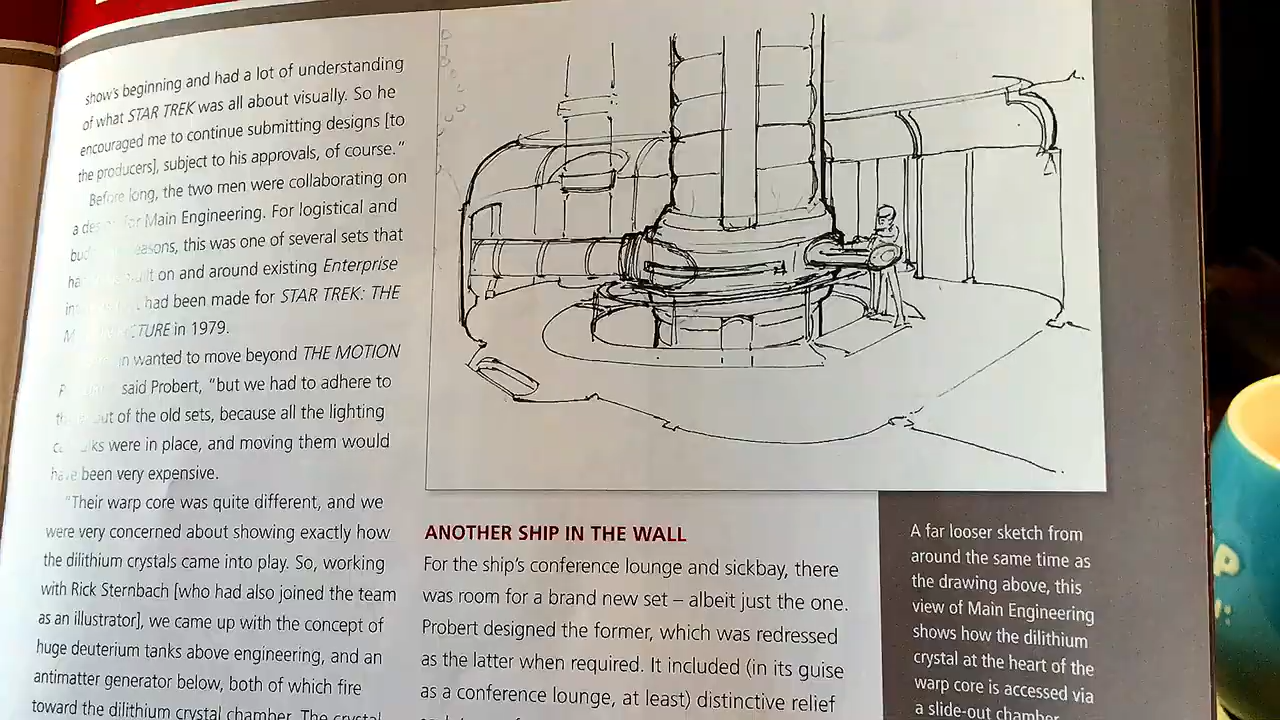 show's beginning and had a lot of understanding
of what STAR TREK was all about visually. So he
encouraged me to continue submitting designs [to
the producers], subject to his approvals, of course."
Before long, the two men were collaborating on
a for Main Engineering. For logistical and
this was one of several sets that
on and around existing Enterprise
had been made for STAR TREK: THE
in 1979.
wanted to move beyond THE MOTION
said Probert, "but we had to adhere to
of the old sets, because all the lighting
were in place, and moving them would
have been very expensive.
"Their warp core was quite different, and we
were very concerned about showing exactly how
the dilithium crystals came into play. So, working
with Rick Sternbach [who had also joined the team
as an illustrator], we came up with the concept of
huge deuterium tanks above engineering, and an
antimatter generator below, both of which fire
toward the dilithium crystal chamber. The crystal
ANOTHER SHIP IN THE WALL
For the ship's conference lounge and sickbay, there
was room for a brand new set – albeit just the one.
Probert designed the former, which was redressed
as the latter when required. It included (in its guise
as a conference lounge, at least) distinctive relief
A far looser sketch from
around the same time as
the drawing above, this
view of Main Engineering
shows how the dilithium
crystal at the heart of the
warp core is accessed via
a slide-out chamber